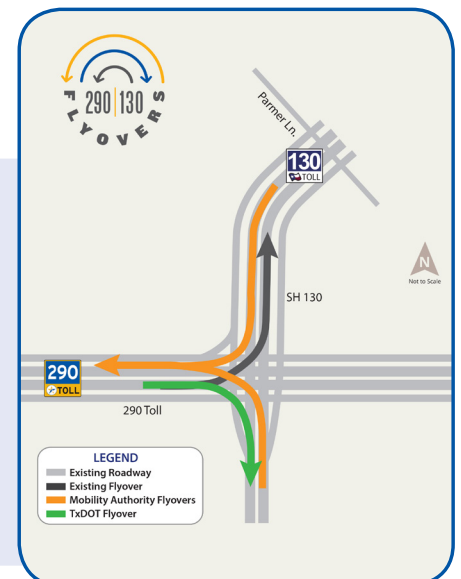 290|130
FLYOVERS
Parmer Ln.
130
TOLL
N
Not to Scale
SH 130
290
TOLL
290 Toll
LEGEND
Existing Roadway
Existing Flyover
Mobility Authority Flyovers
TxDOT Flyover